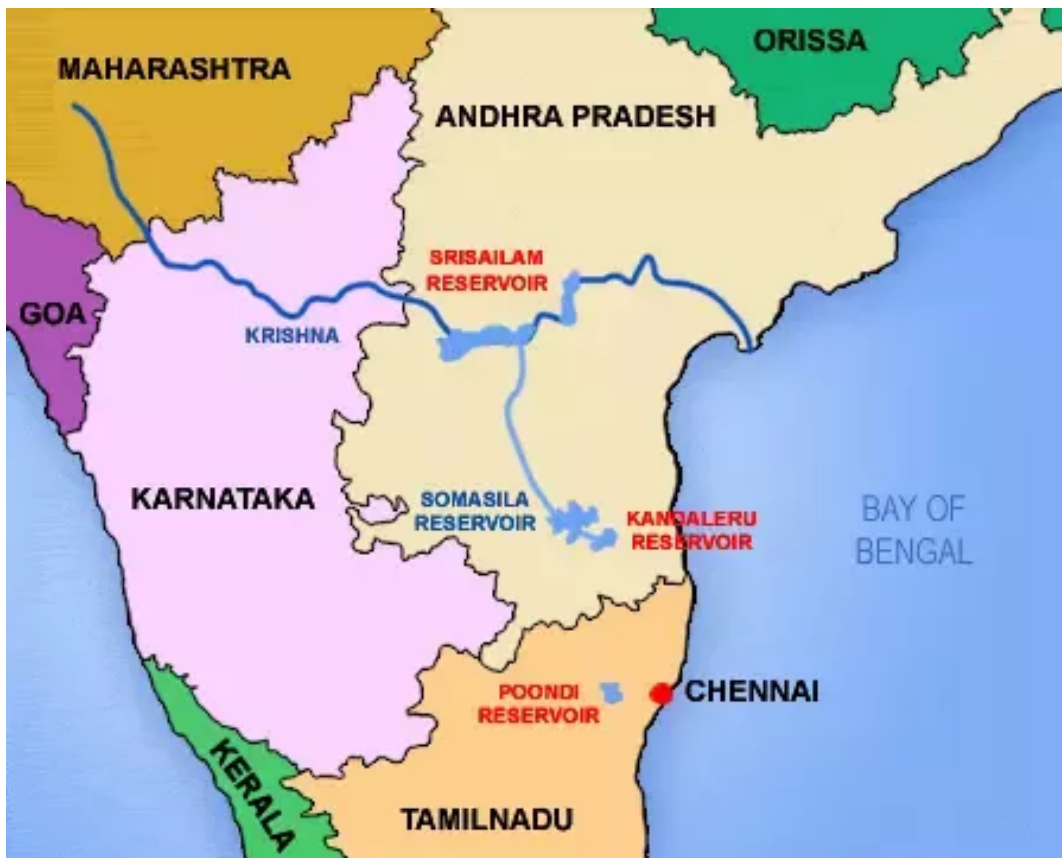 ORISSA
MAHARASHTRA
ANDHRA PRADESH
SRISAILAM
RESERVOIR
GOA
KRISHNA
KARNATAKA
SOMASILA
RESERVOIR
KANDALERU
RESERVOIR
BAY OF
BENGAL
POONDI
RESERVOIR
CHENNAI
KERALA
TAMILNADU